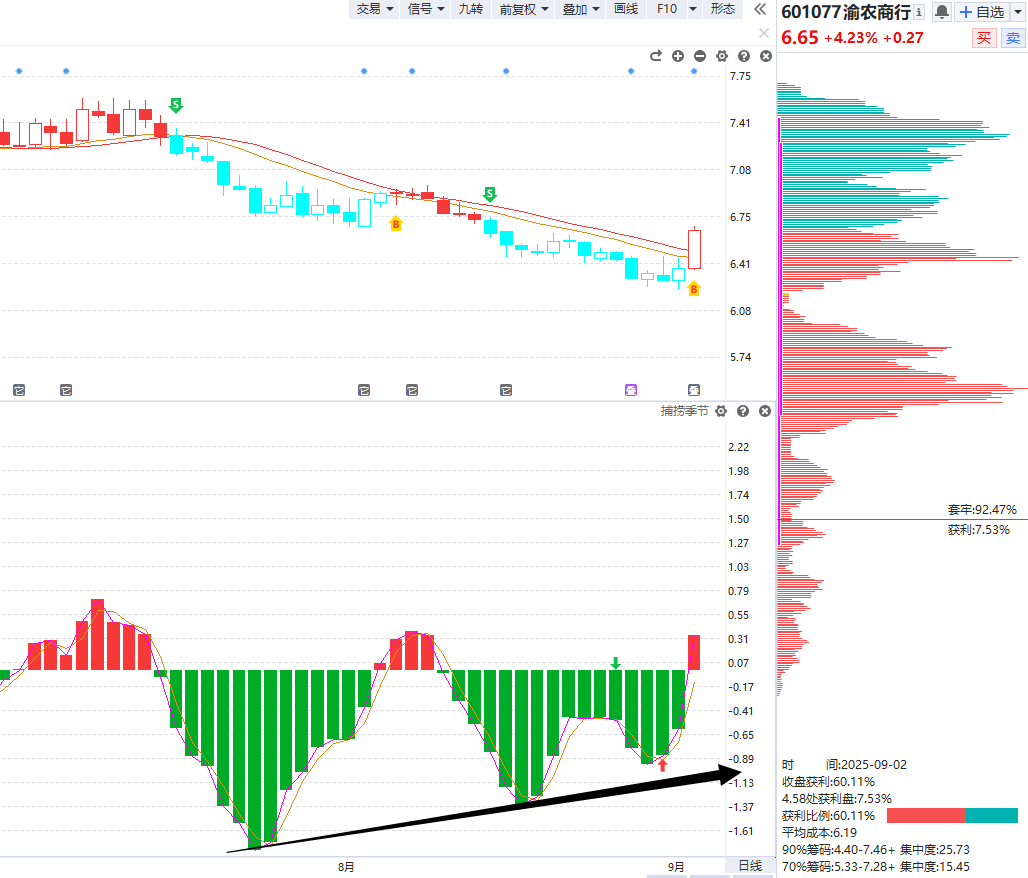 交易 信号 九转 前复权 叠加 画线 F10 形态
601077渝农商行 自选
6.65 +4.23% +0.27 买 卖
S
S
B
B
7.75
7.41
7.08
6.75
6.41
6.08
5.74
捕捞季节
2.22
1.98
1.74
1.50
1.27
1.03
0.79
0.55
0.31
0.07
-0.17
-0.41
-0.65
-0.89
-1.13
-1.37
-1.61
8月 9月 日线
套牢:92.47%
获利:7.53%
时 间:2025-09-02
收盘获利:60.11%
4.58处获利盘:7.53%
获利比例:60.11%
平均成本:6.19
90%筹码:4.40-7.46+ 集中度:25.73
70%筹码:5.33-7.28+ 集中度:15.45